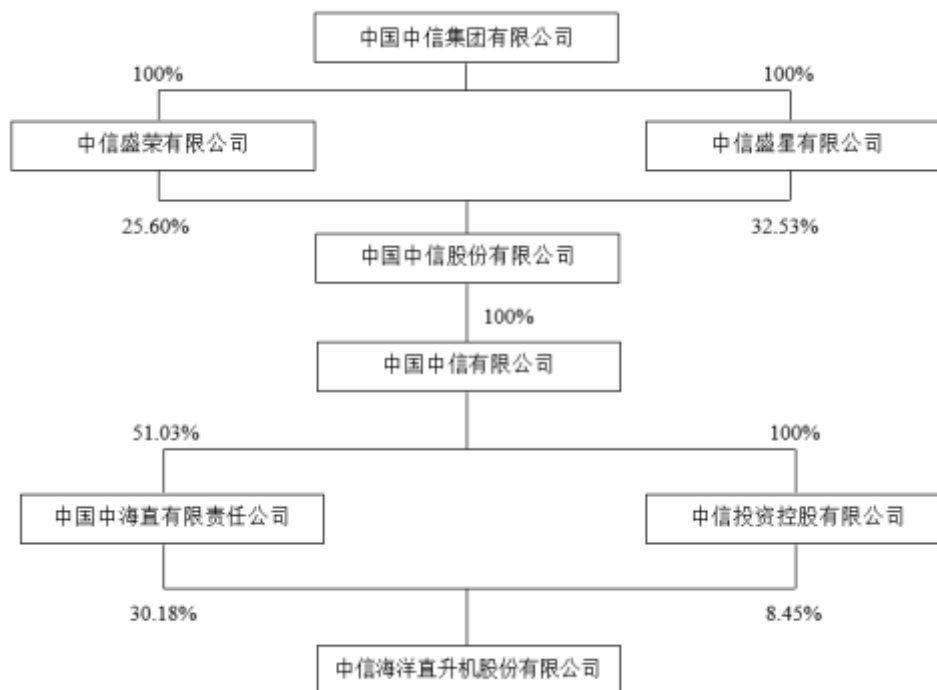 中国中信集团有限公司
100%
100%
中信盛荣有限公司
中信盛星有限公司
25.60%
32.53%
中国中信股份有限公司
100%
中国中信有限公司
51.03%
100%
中国中海直有限责任公司
中信投资控股有限公司
30.18%
8.45%
中信海洋直升机股份有限公司